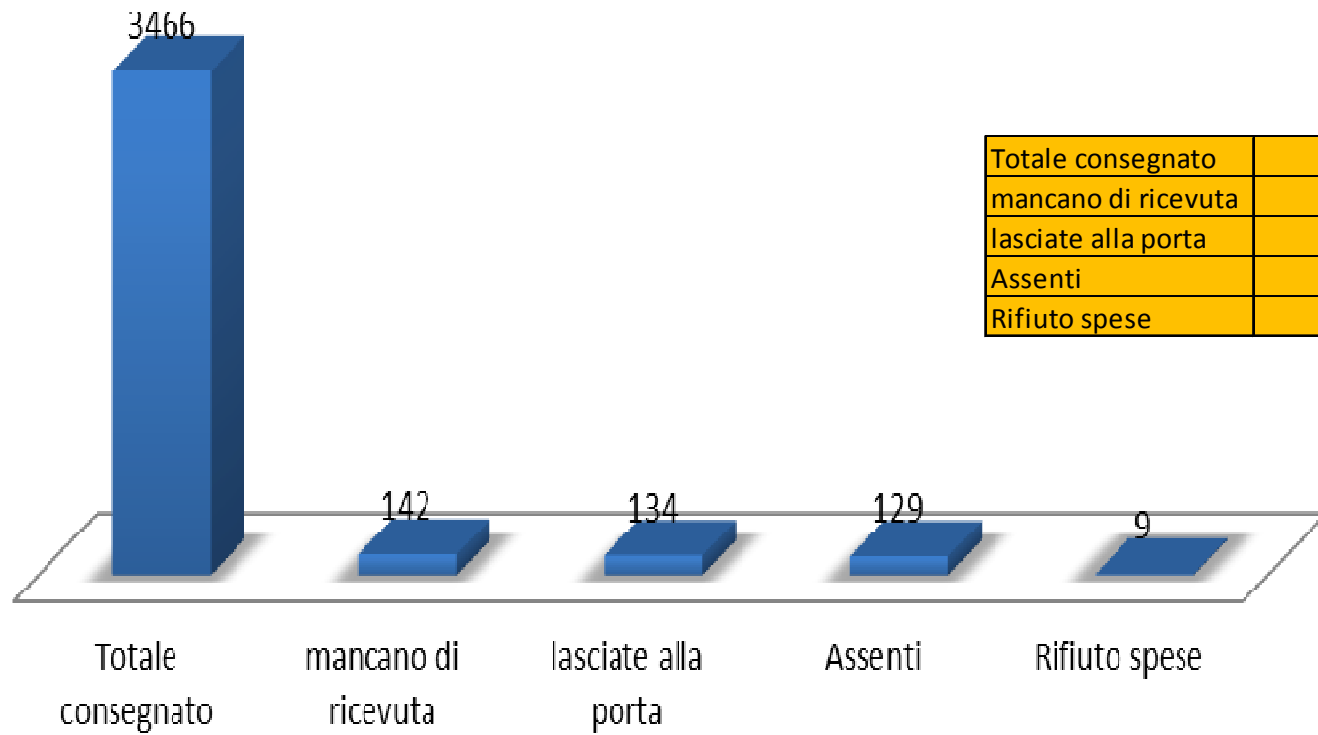 3466
Totale consegnato
mancano di ricevuta
lasciate alla porta
Assenti
Rifiuto spese
142
134
129
9
Totale
consegnato
mancano di
ricevuta
lasciate alla
porta
Assenti
Rifiuto spese